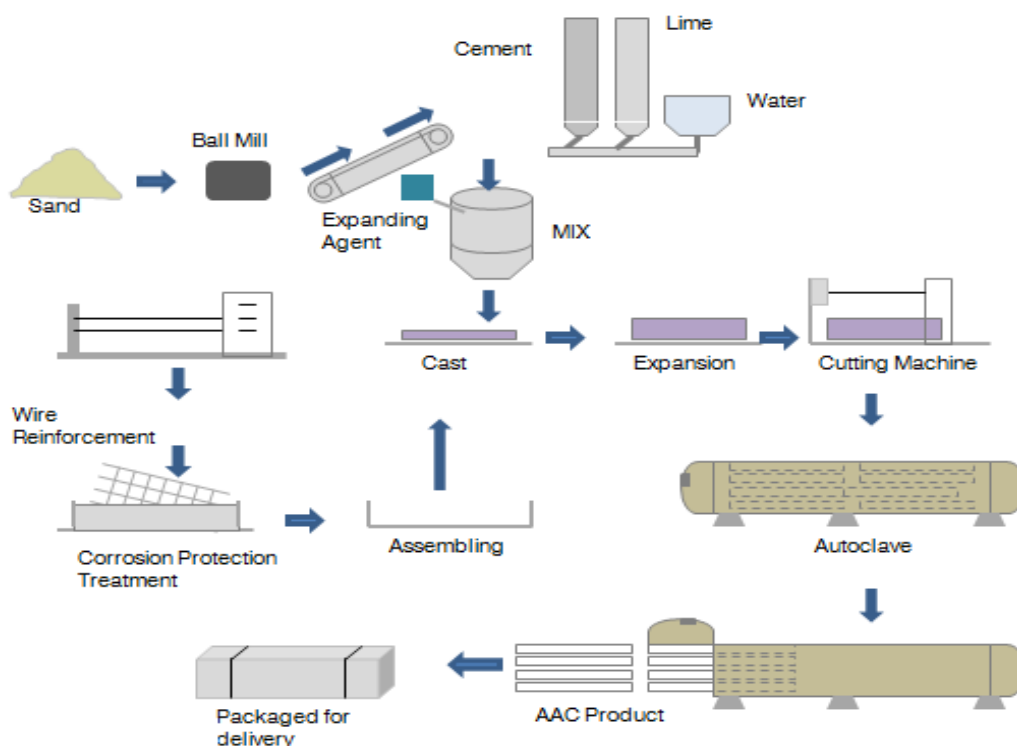 Lime
Cement
Water
Ball Mill
Sand
Expanding
Agent
MIX
Cast
Expansion
Cutting Machine
Wire
Reinforcement
Corrosion Protection
Treatment
Assembling
Autoclave
AAC Product
Packaged for
delivery